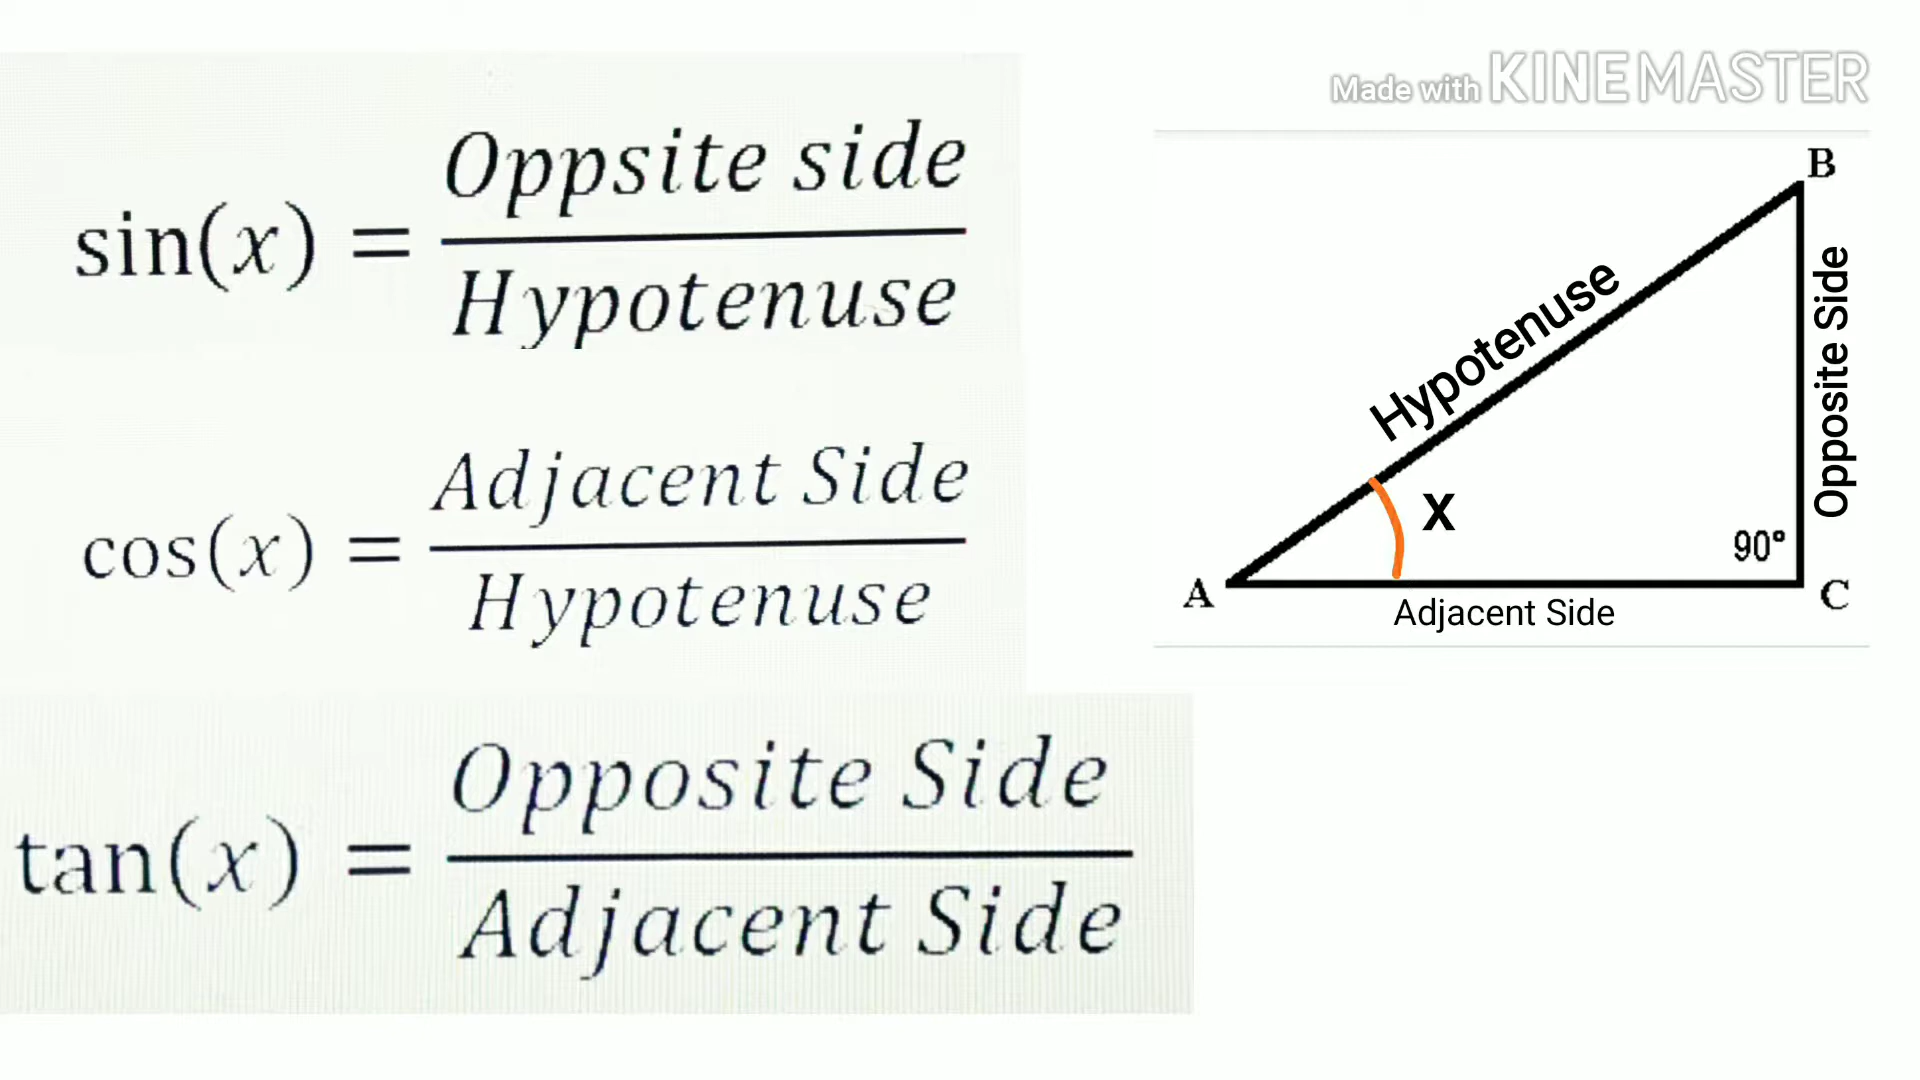 Made with KINEMASTER
sin(x) = Oppsite side
Hypotenuse
cos(x) = Adjacent Side
Hypotenuse
tan(x) = Opposite Side
Adjacent Side
B
Hypotenuse
Opposite Side
x
90°
A
C
Adjacent Side